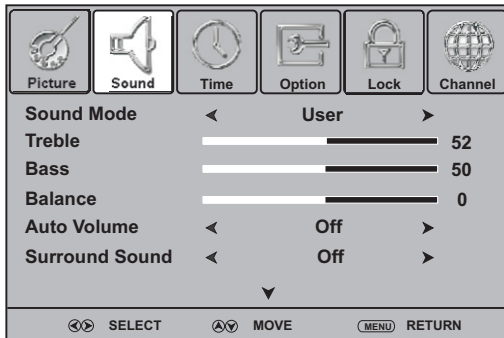 Picture Sound Time Option Lock Channel
Sound Mode User
Treble 52
Bass 50
Balance 0
Auto Volume Off
Surround Sound Off
SELECT MOVE MENU RETURN